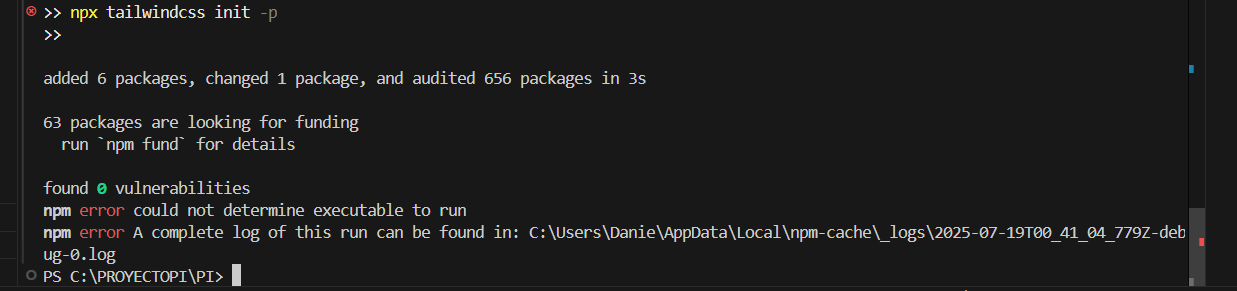 >> npx tailwindcss init -p
>>
added 6 packages, changed 1 package, and audited 656 packages in 3s
63 packages are looking for funding
  run `npm fund` for details
found 0 vulnerabilities
npm error could not determine executable to run
npm error A complete log of this run can be found in: C:\Users\Danie\AppData\Local\npm-cache\_logs\2025-07-19T00_41_04_779Z-deb
ug-0.log
PS C:\PROYECTOPI\PI>